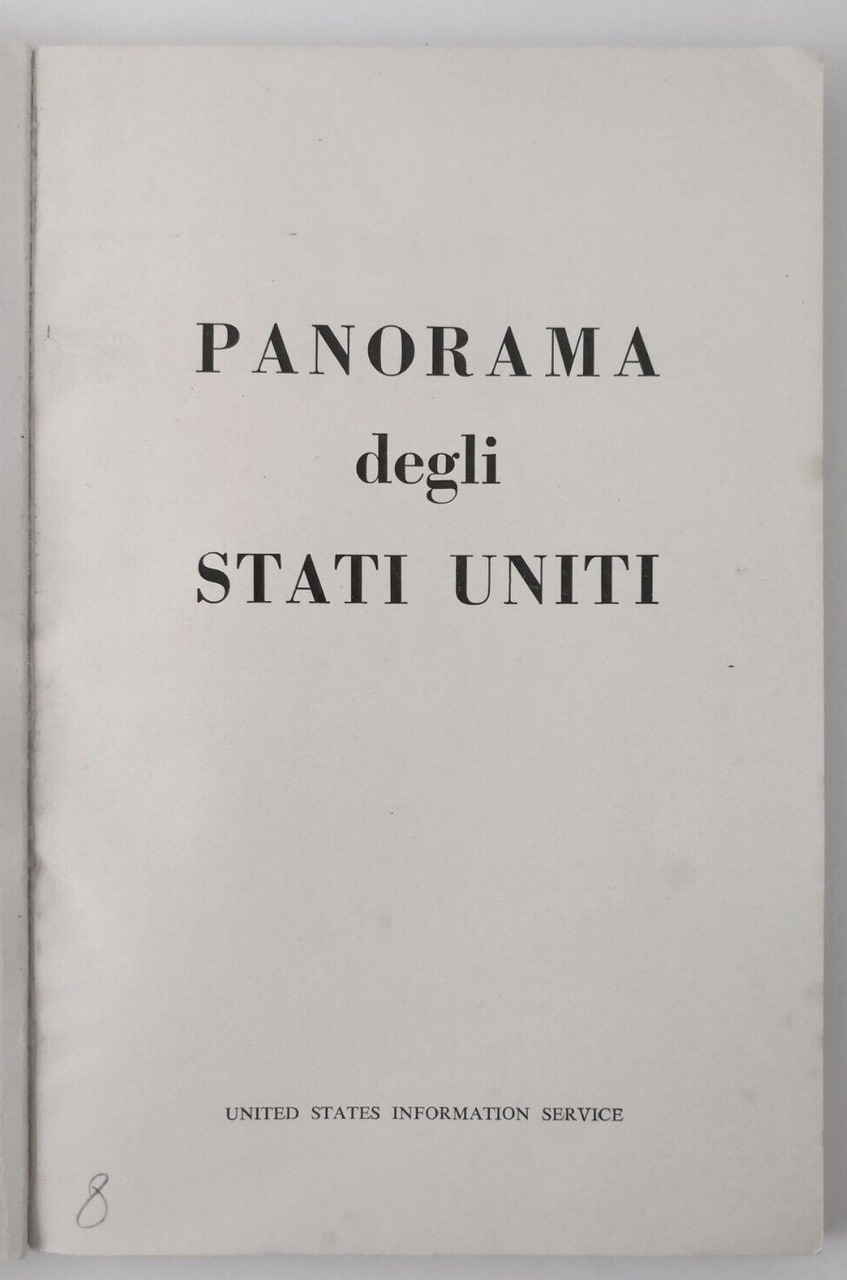 PANORAMA
degli
STATI UNITI
UNITED STATES INFORMATION SERVICE
8